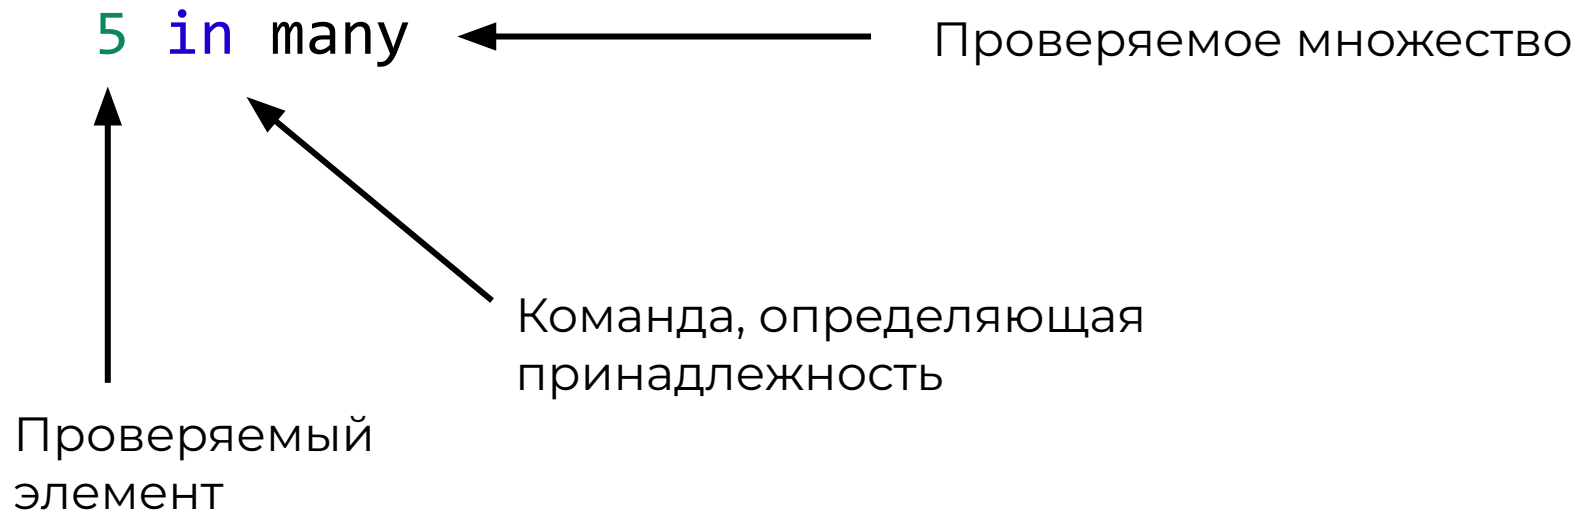 5 in many
Проверяемое множество
Команда, определяющая
принадлежность
Проверяемый
элемент